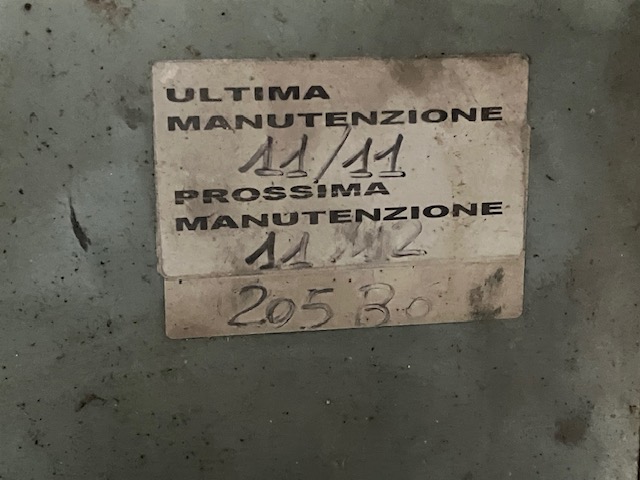 ULTIMA
MANUTENZIONE
11/11
PROSSIMA
MANUTENZIONE
11/12
205